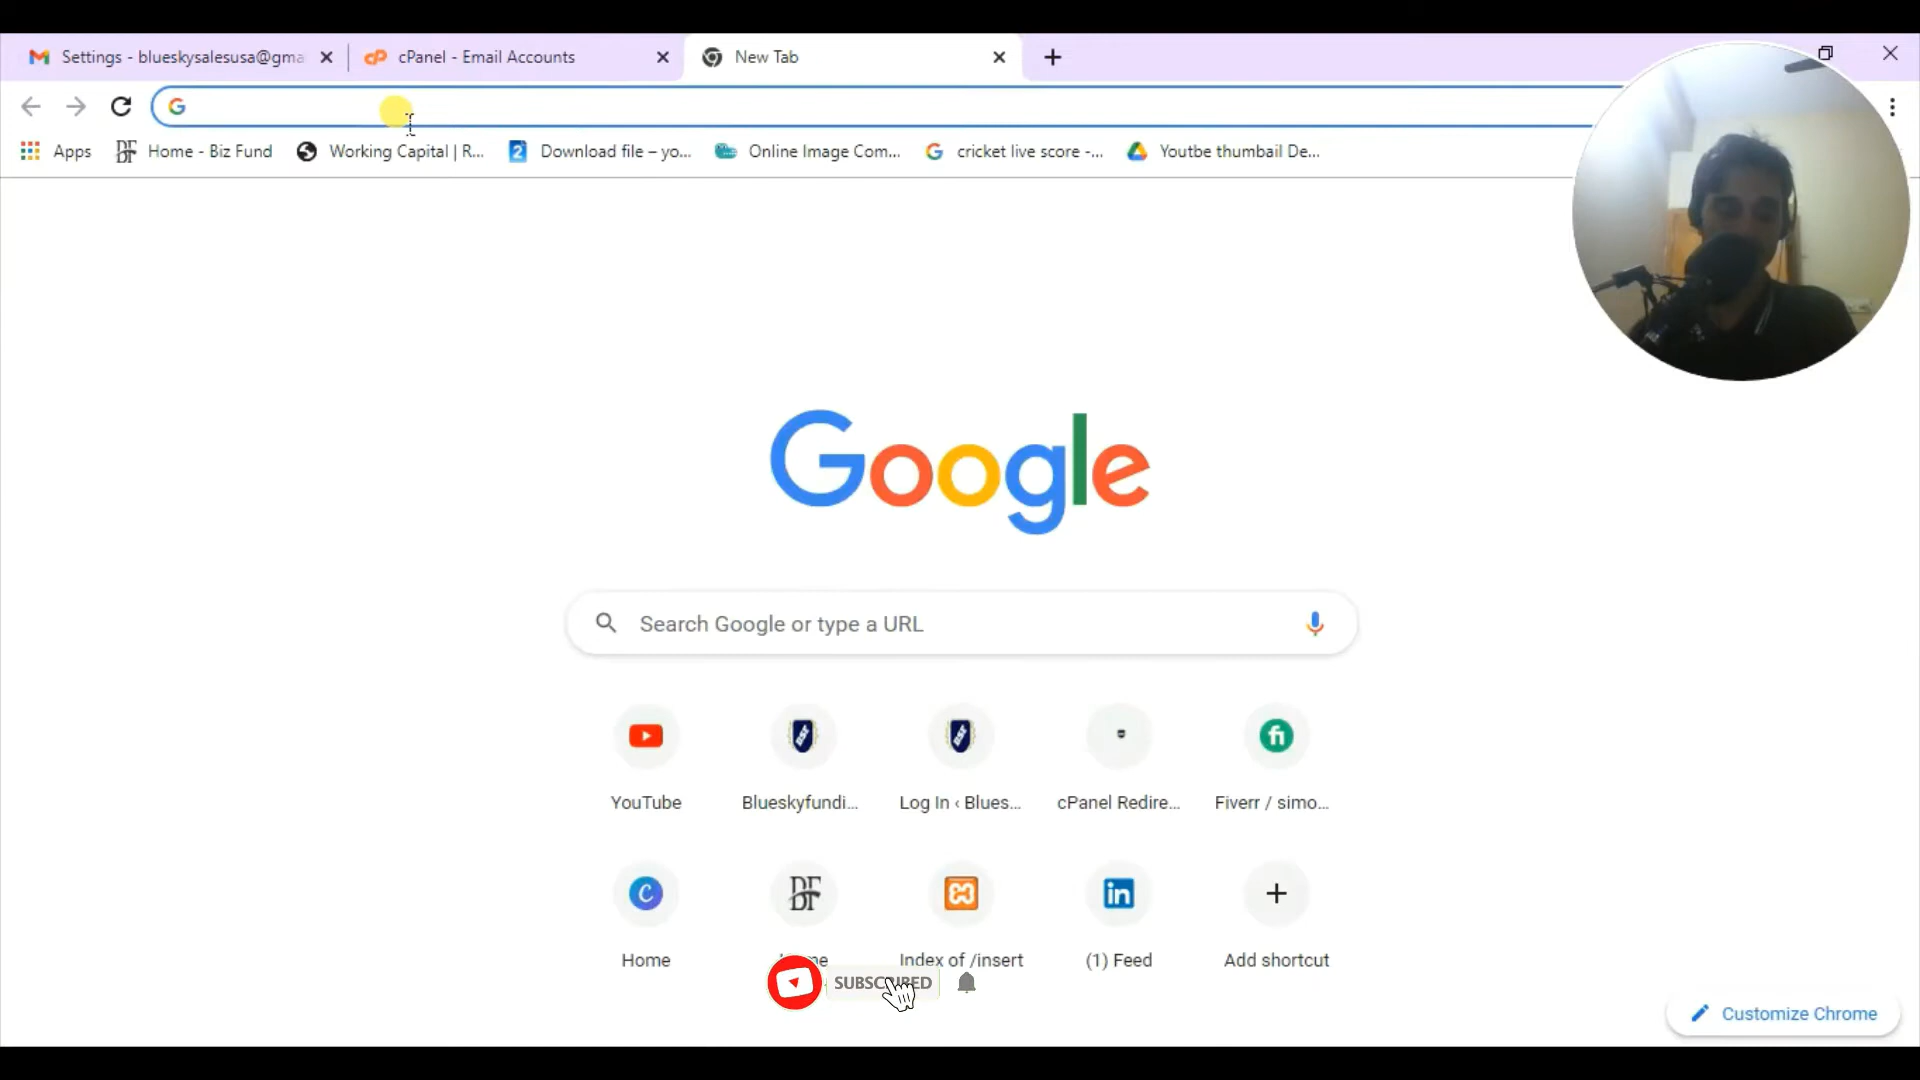 Settings - blueskysalesusa@gma
cPanel - Email Accounts
New Tab
Apps
Home - Biz Fund
Working Capital | R...
Download file – yo...
Online Image Com...
cricket live score -...
Youtbe thumbail De...
Google
Search Google or type a URL
YouTube
Blueskyfundi...
Log In ‹ Blues...
cPanel Redire...
Fiverr / simo...
Home
Index of /insert
(1) Feed
Add shortcut
SUBSCRIBED
Customize Chrome